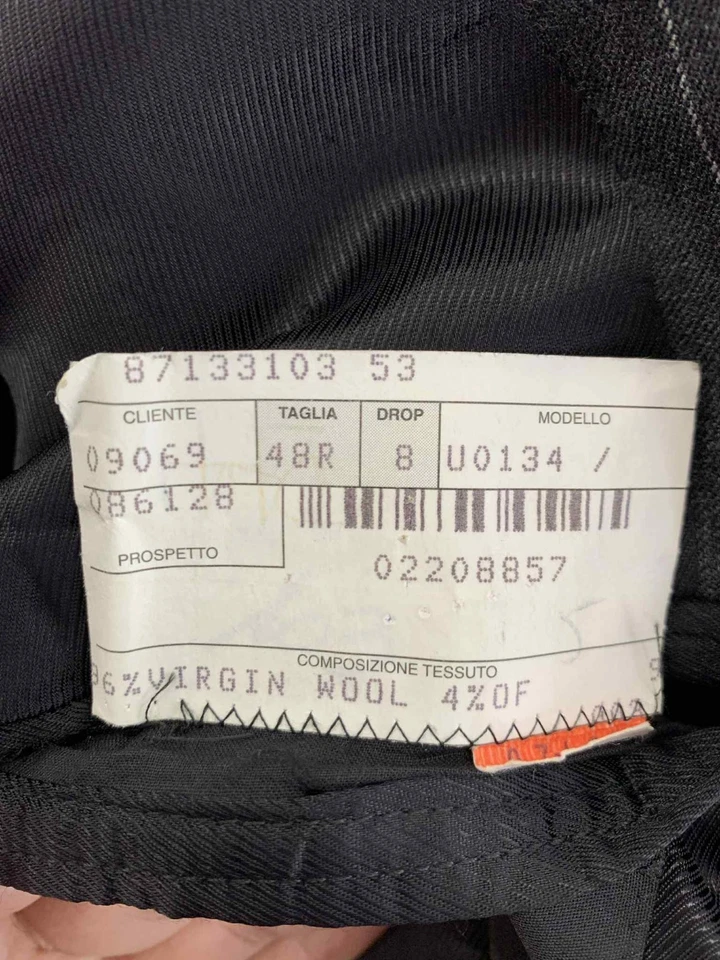 87133103 53
CLIENTE TAGLIA DROP MODELLO
09069 48R 8 U0134 /
086128
PROSPETTO
02208857
COMPOSIZIONE TESSUTO
96%VIRGIN WOOL 4%OF